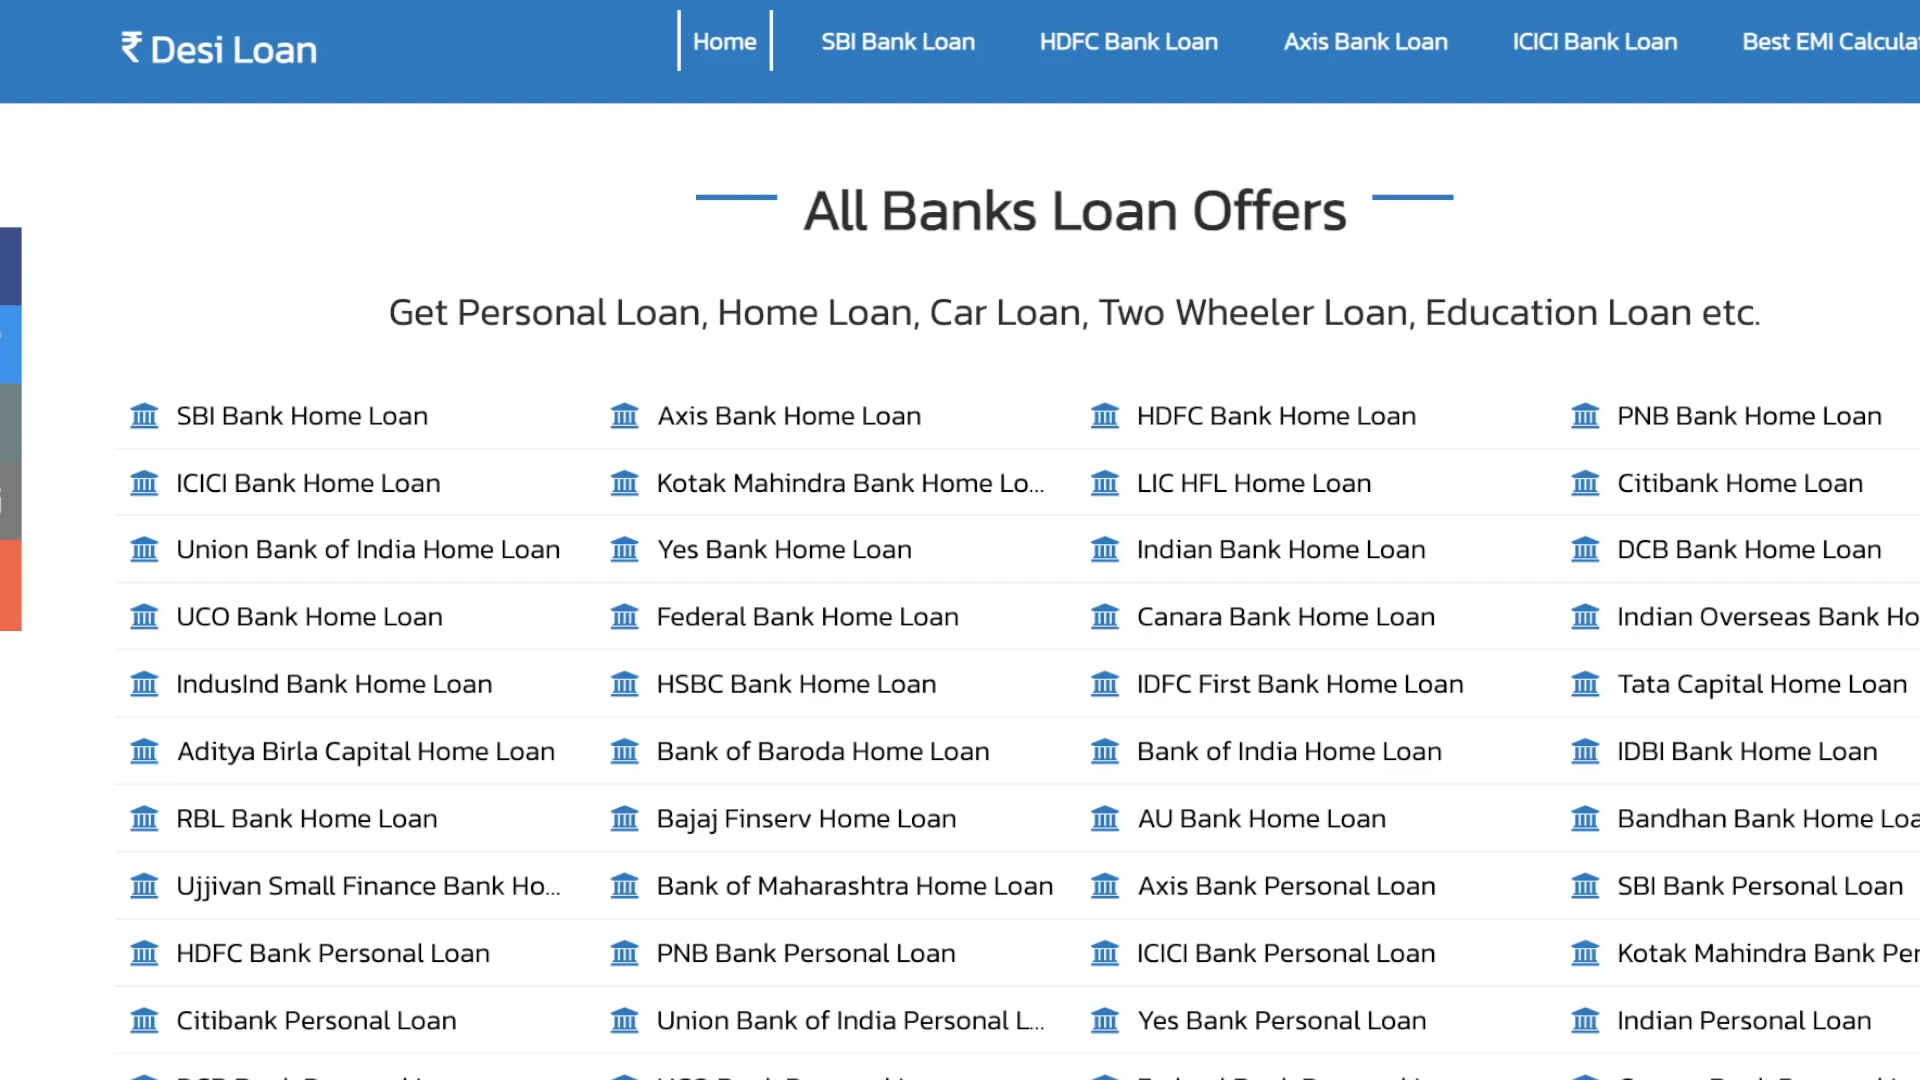 ₹ Desi Loan
Home SBI Bank Loan HDFC Bank Loan Axis Bank Loan ICICI Bank Loan Best EMI
All Banks Loan Offers
Get Personal Loan, Home Loan, Car Loan, Two Wheeler Loan, Education Loan etc.
SBI Bank Home Loan Axis Bank Home Loan HDFC Bank Home Loan PNB Bank Home Loan
ICICI Bank Home Loan Kotak Mahindra Bank Home Lo... LIC HFL Home Loan Citibank Home Loan
Union Bank of India Home Loan Yes Bank Home Loan Indian Bank Home Loan DCB Bank Home Loan
UCO Bank Home Loan Federal Bank Home Loan Canara Bank Home Loan Indian Overseas Bank Ho
IndusInd Bank Home Loan HSBC Bank Home Loan IDFC First Bank Home Loan Tata Capital Home Loan
Aditya Birla Capital Home Loan Bank of Baroda Home Loan Bank of India Home Loan IDBI Bank Home Loan
RBL Bank Home Loan Bajaj Finserv Home Loan AU Bank Home Loan Bandhan Bank Home Loa
Ujjivan Small Finance Bank Ho... Bank of Maharashtra Home Loan Axis Bank Personal Loan SBI Bank Personal Loan
HDFC Bank Personal Loan PNB Bank Personal Loan ICICI Bank Personal Loan Kotak Mahindra Bank Per
Citibank Personal Loan Union Bank of India Personal L... Yes Bank Personal Loan Indian Personal Loan